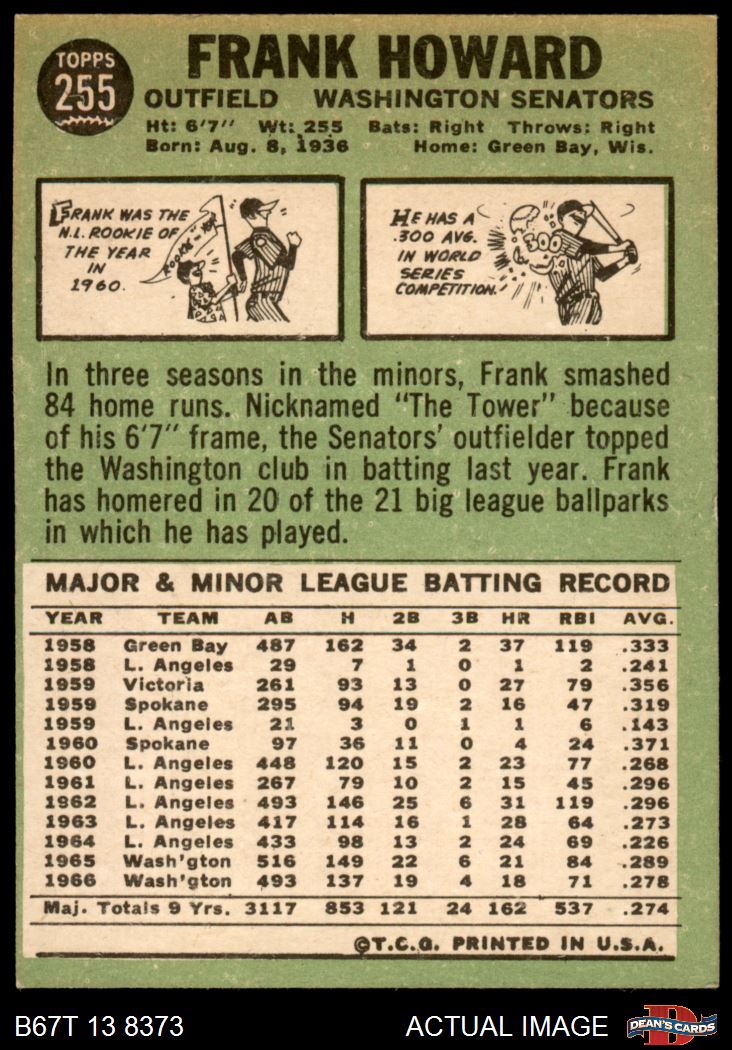 TOPPS
255
FRANK HOWARD
OUTFIELD WASHINGTON SENATORS
Ht: 6'7" Wt: 255 Bats: Right Throws: Right
Born: Aug. 8, 1936 Home: Green Bay, Wis.
FRANK WAS THE
N.L. ROOKIE OF
THE YEAR
IN
1960.
ROOKIE OF YEAR
HE HAS A
.300 AVG.
IN WORLD
SERIES
COMPETITION.
300
In three seasons in the minors, Frank smashed
84 home runs. Nicknamed "The Tower" because
of his 6'7" frame, the Senators' outfielder topped
the Washington club in batting last year. Frank
has homered in 20 of the 21 big league ballparks
in which he has played.
MAJOR & MINOR LEAGUE BATTING RECORD
YEAR TEAM AB H 2B 3B HR RBI AVG.
1958 Green Bay 487 162 34 2 37 119 .333
1958 L. Angeles 29 7 1 0 1 2 .241
1959 Victoria 261 93 13 0 27 79 .356
1959 Spokane 295 94 19 2 16 47 .319
1959 L. Angeles 21 3 0 1 1 6 .143
1960 Spokane 97 36 11 0 4 24 .371
1960 L. Angeles 448 120 15 2 23 77 .268
1961 L. Angeles 267 79 10 2 15 45 .296
1962 L. Angeles 493 146 25 6 31 119 .296
1963 L. Angeles 417 114 16 1 28 64 .273
1964 L. Angeles 433 98 13 2 24 69 .226
1965 Wash'gton 516 149 22 6 21 84 .289
1966 Wash'gton 493 137 19 4 18 71 .278
Maj. Totals 9 Yrs. 3117 853 121 24 162 537 .274
©T.C.G. PRINTED IN U.S.A.
B67T 13 8373 ACTUAL IMAGE
D
DEAN'S CARDS